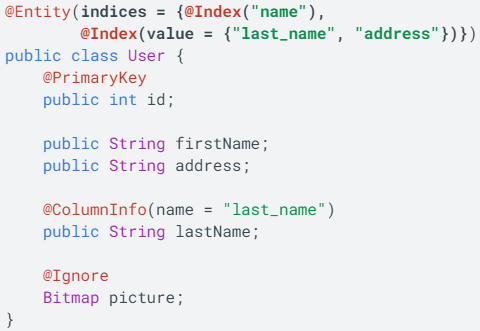 @Entity(indices = {@Index("name"),
        @Index(value = {"last_name", "address"})})
public class User {
    @PrimaryKey
    public int id;

    public String firstName;
    public String address;

    @ColumnInfo(name = "last_name")
    public String lastName;

    @Ignore
    Bitmap picture;
}